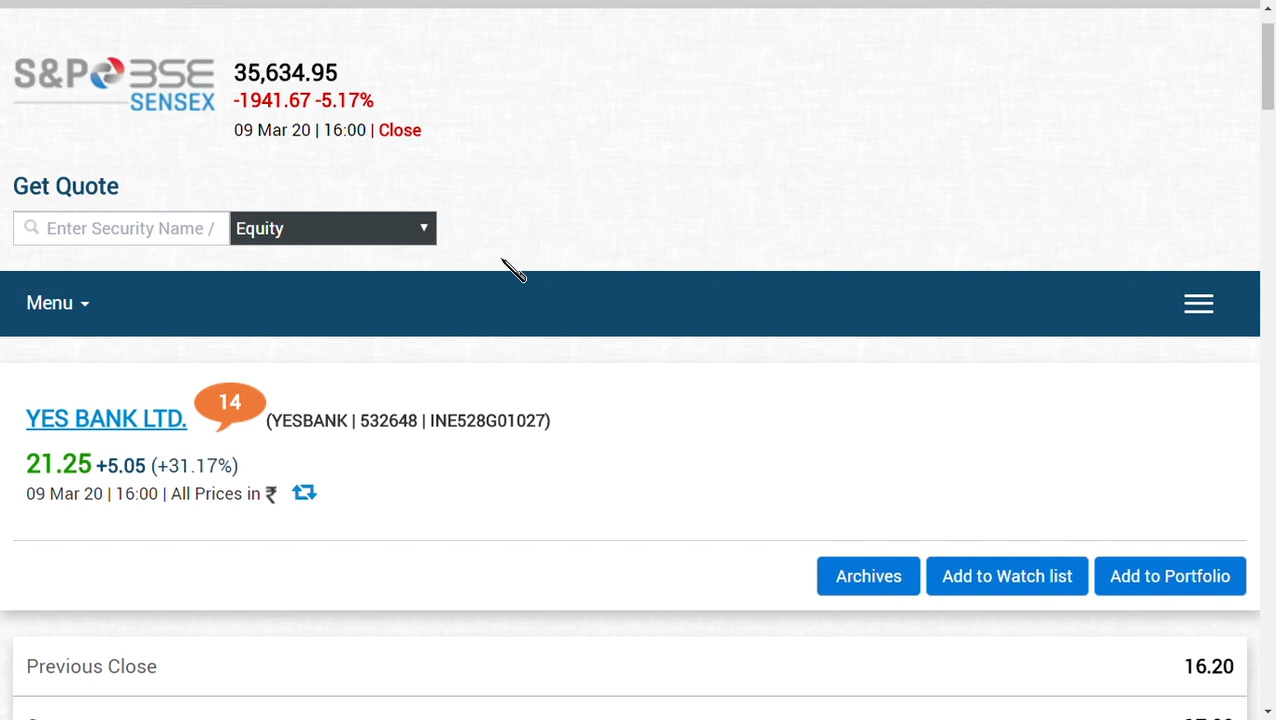 S&P BSE
SENSEX
35,634.95
-1941.67 -5.17%
09 Mar 20 | 16:00 | Close
Get Quote
Enter Security Name /
Equity
Menu
YES BANK LTD.
14
(YESBANK | 532648 | INE528G01027)
21.25 +5.05 (+31.17%)
09 Mar 20 | 16:00 | All Prices in ₹
Archives
Add to Watch list
Add to Portfolio
Previous Close 16.20